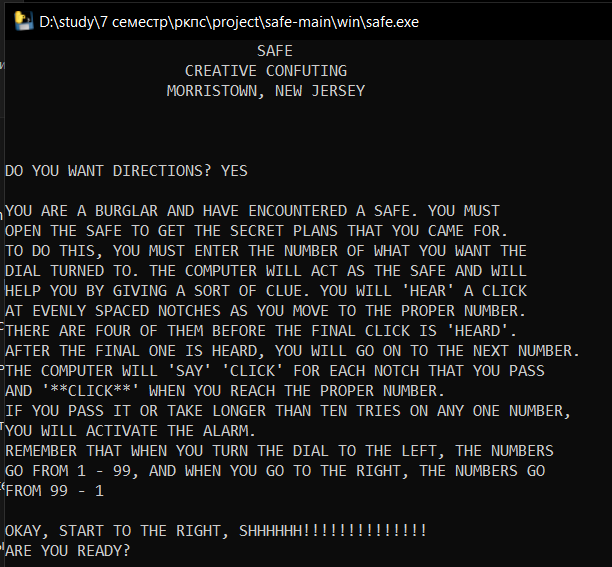 D:\study\7 семестр\ркпс\project\safe-main\win\safe.exe
SAFE
CREATIVE CONFUTING
MORRISTOWN, NEW JERSEY
DO YOU WANT DIRECTIONS? YES
YOU ARE A BURGLAR AND HAVE ENCOUNTERED A SAFE. YOU MUST
OPEN THE SAFE TO GET THE SECRET PLANS THAT YOU CAME FOR.
TO DO THIS, YOU MUST ENTER THE NUMBER OF WHAT YOU WANT THE
DIAL TURNED TO. THE COMPUTER WILL ACT AS THE SAFE AND WILL
HELP YOU BY GIVING A SORT OF CLUE. YOU WILL 'HEAR' A CLICK
AT EVENLY SPACED NOTCHES AS YOU MOVE TO THE PROPER NUMBER.
THERE ARE FOUR OF THEM BEFORE THE FINAL CLICK IS 'HEARD'.
AFTER THE FINAL ONE IS HEARD, YOU WILL GO ON TO THE NEXT NUMBER.
THE COMPUTER WILL 'SAY' 'CLICK' FOR EACH NOTCH THAT YOU PASS
AND '**CLICK**' WHEN YOU REACH THE PROPER NUMBER.
IF YOU PASS IT OR TAKE LONGER THAN TEN TRIES ON ANY ONE NUMBER,
YOU WILL ACTIVATE THE ALARM.
REMEMBER THAT WHEN YOU TURN THE DIAL TO THE LEFT, THE NUMBERS
GO FROM 1 - 99, AND WHEN YOU GO TO THE RIGHT, THE NUMBERS GO
FROM 99 - 1
OKAY, START TO THE RIGHT, SHHHHHH!!!!!!!!!!!!!!
ARE YOU READY?